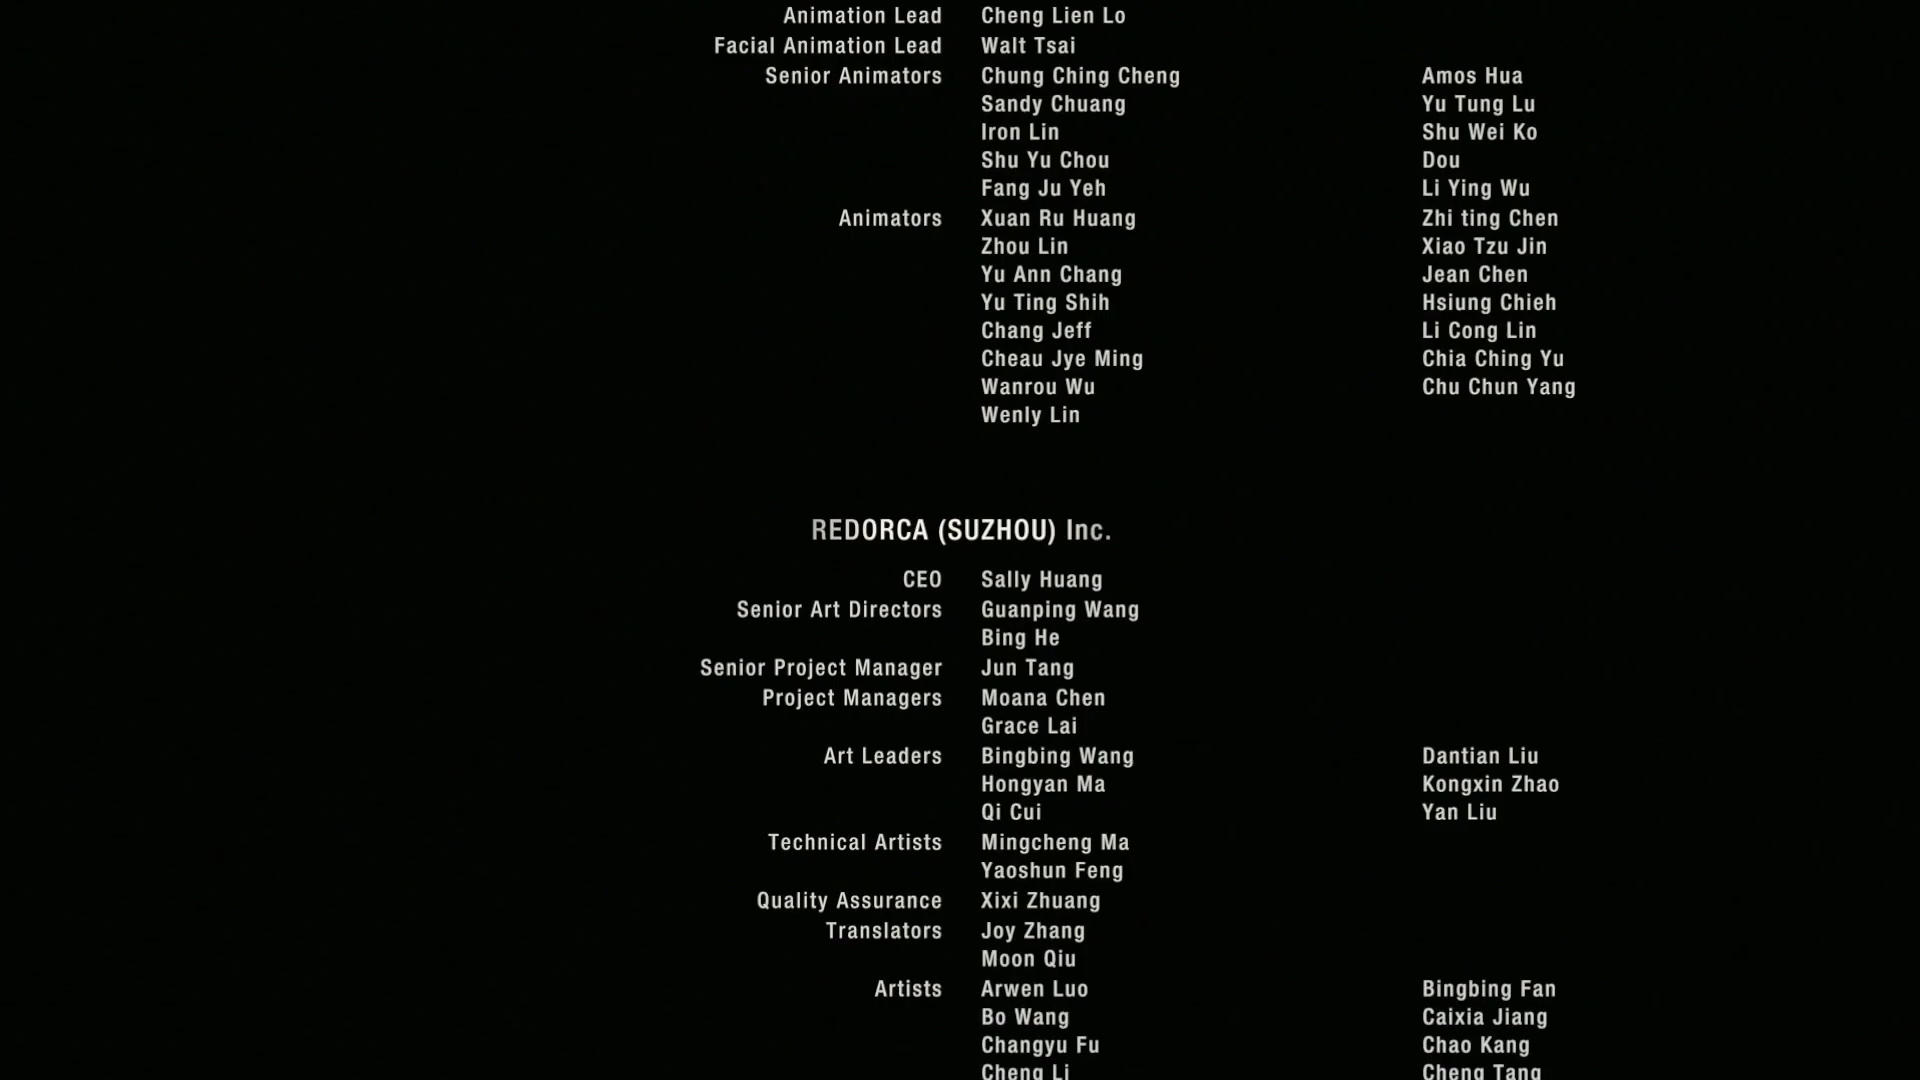 Animation Lead Cheng Lien Lo
Facial Animation Lead Walt Tsai
Senior Animators Chung Ching Cheng Amos Hua
Sandy Chuang Yu Tung Lu
Iron Lin Shu Wei Ko
Shu Yu Chou Dou
Fang Ju Yeh Li Ying Wu
Animators Xuan Ru Huang Zhi ting Chen
Zhou Lin Xiao Tzu Jin
Yu Ann Chang Jean Chen
Yu Ting Shih Hsiung Chieh
Chang Jeff Li Cong Lin
Cheau Jye Ming Chia Ching Yu
Wanrou Wu Chu Chun Yang
Wenly Lin
REDORCA (SUZHOU) Inc.
CEO Sally Huang
Senior Art Directors Guanping Wang
Bing He
Senior Project Manager Jun Tang
Project Managers Moana Chen
Grace Lai
Art Leaders Bingbing Wang Dantian Liu
Hongyan Ma Kongxin Zhao
Qi Cui Yan Liu
Technical Artists Mingcheng Ma
Yaoshun Feng
Quality Assurance Xixi Zhuang
Translators Joy Zhang
Moon Qiu
Artists Arwen Luo Bingbing Fan
Bo Wang Caixia Jiang
Changyu Fu Chao Kang
Cheng Li Cheng Tang